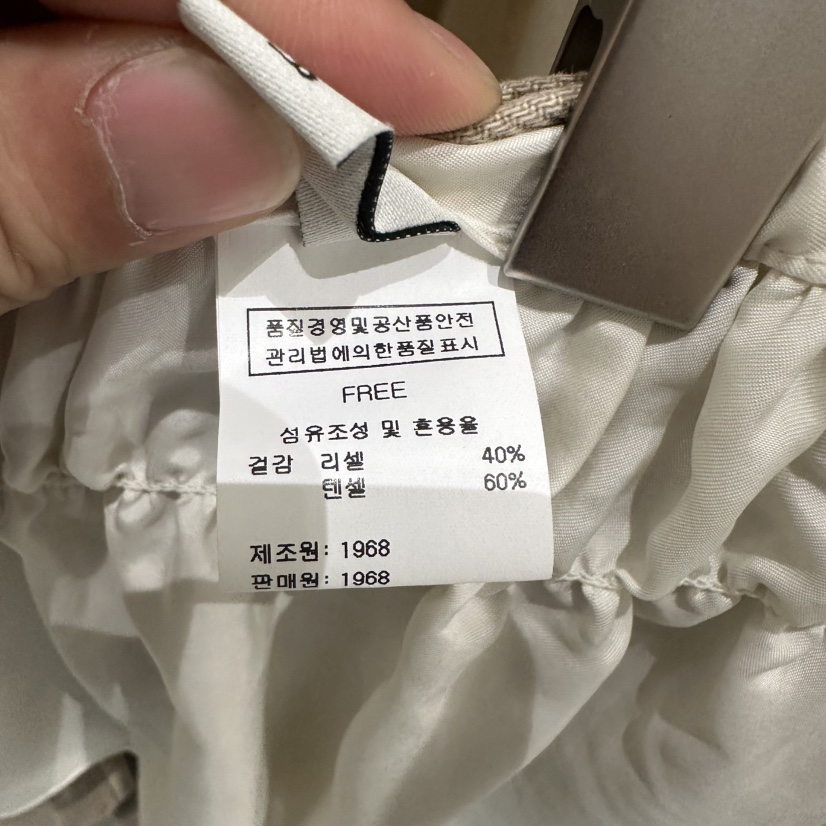 품질경영및공산품안전
관리법에의한품질표시
FREE
섬유조성 및 혼용율
겉감 리셀 40%
텐셀 60%
제조원: 1968
판매원: 1968